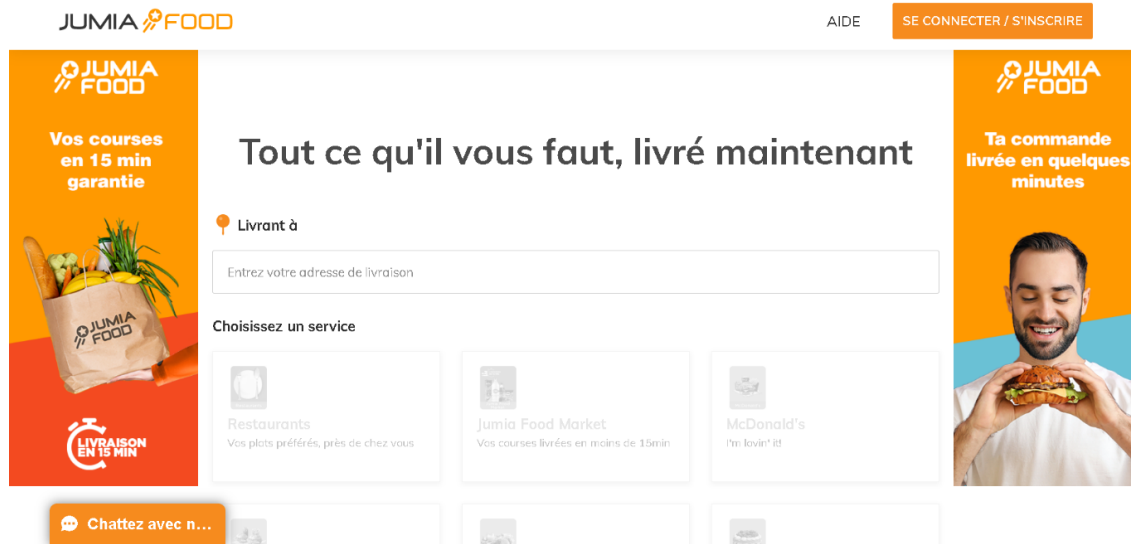 JUMIA FOOD
AIDE
SE CONNECTER / S'INSCRIRE
JUMIA
FOOD
Vos courses
en 15 min
garantie
JUMIA
FOOD
LIVRAISON
EN 15 MIN
Tout ce qu'il vous faut, livré maintenant
Livrant à
Entrez votre adresse de livraison
Choisissez un service
Restaurants
Vos plats préférés, près de chez vous
Jumia Food Market
Vos courses livrées en moins de 15min
McDonald's
I'm lovin' it!
JUMIA
FOOD
Ta commande
livrée en quelques
minutes
Chattez avec n...